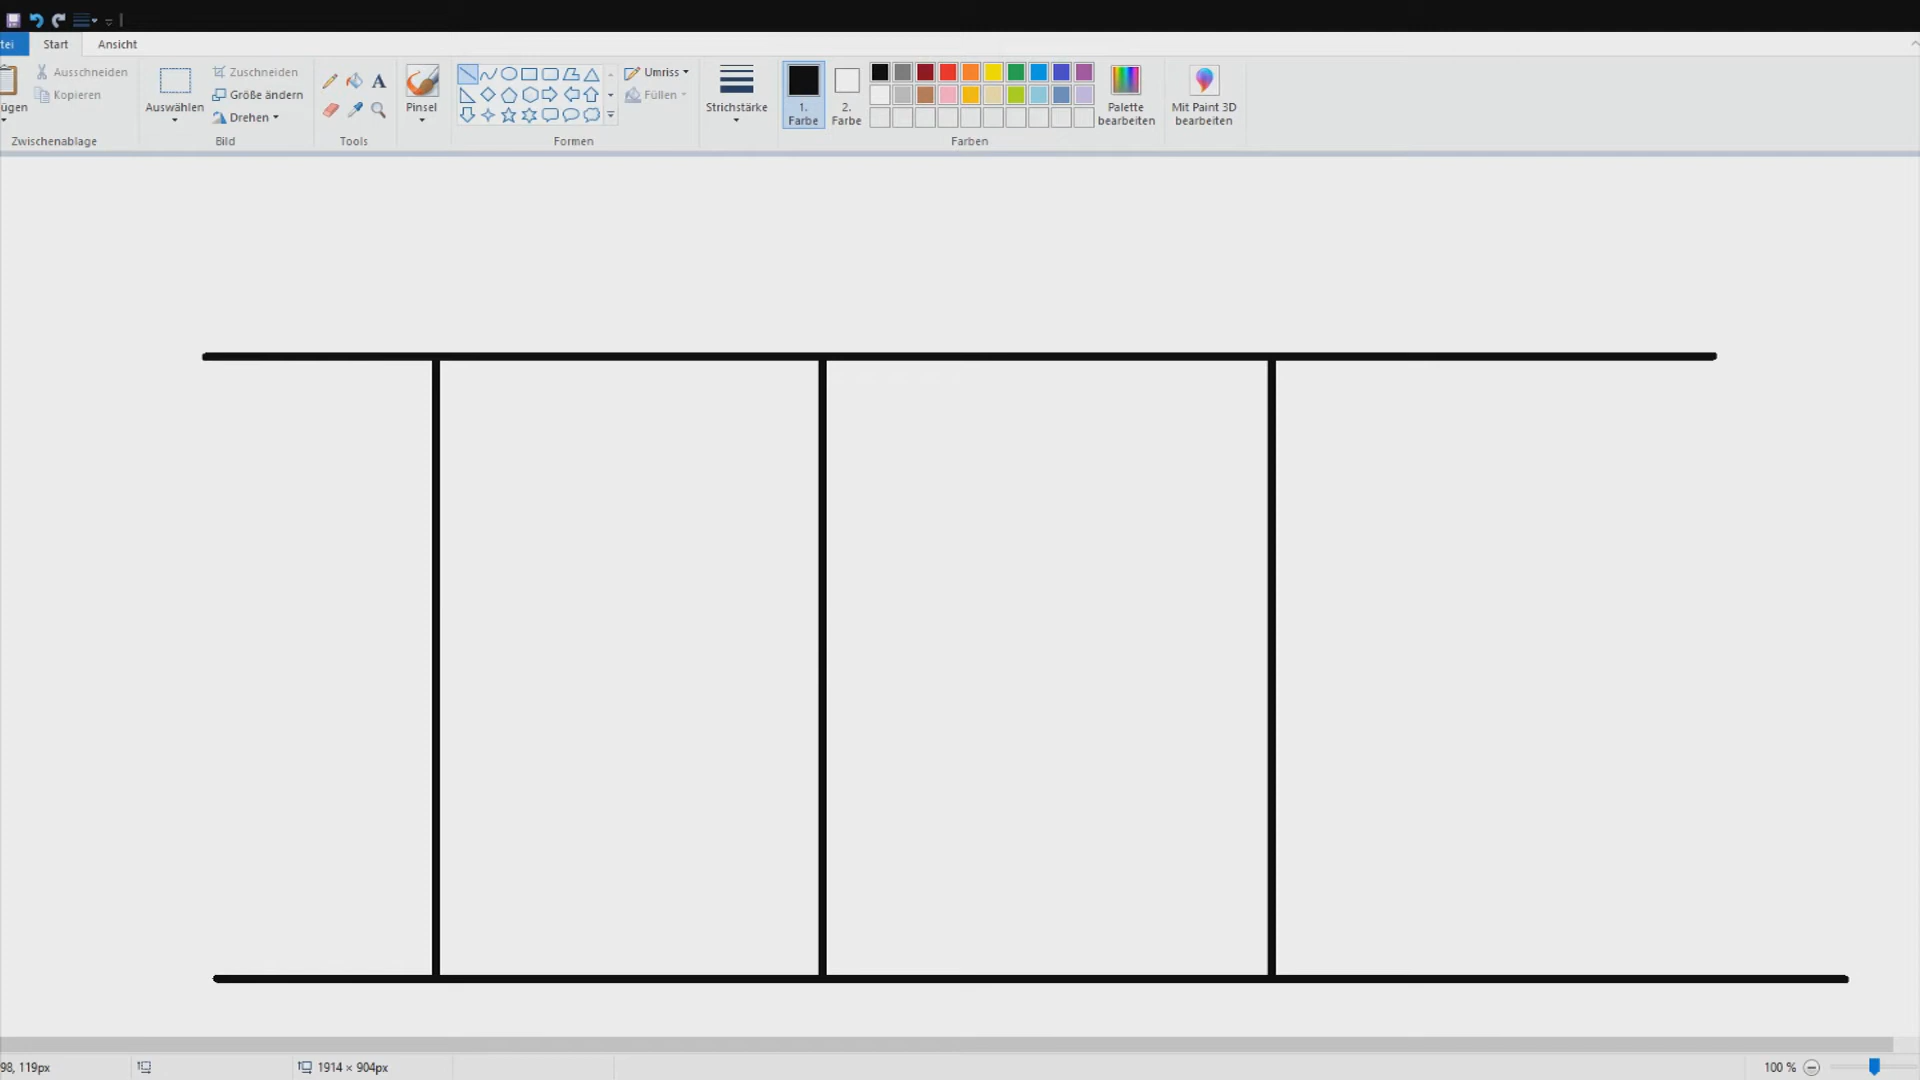 tei Start Ansicht
Ausschneiden Zuschneiden Umriss
ügen Kopieren Auswählen Größe ändern A Pinsel Füllen Strichstärke 1. Farbe 2. Farbe Palette bearbeiten Mit Paint 3D bearbeiten
Drehen
Zwischenablage Bild Tools Formen Farben
98, 119px 1914 × 904px 100 %